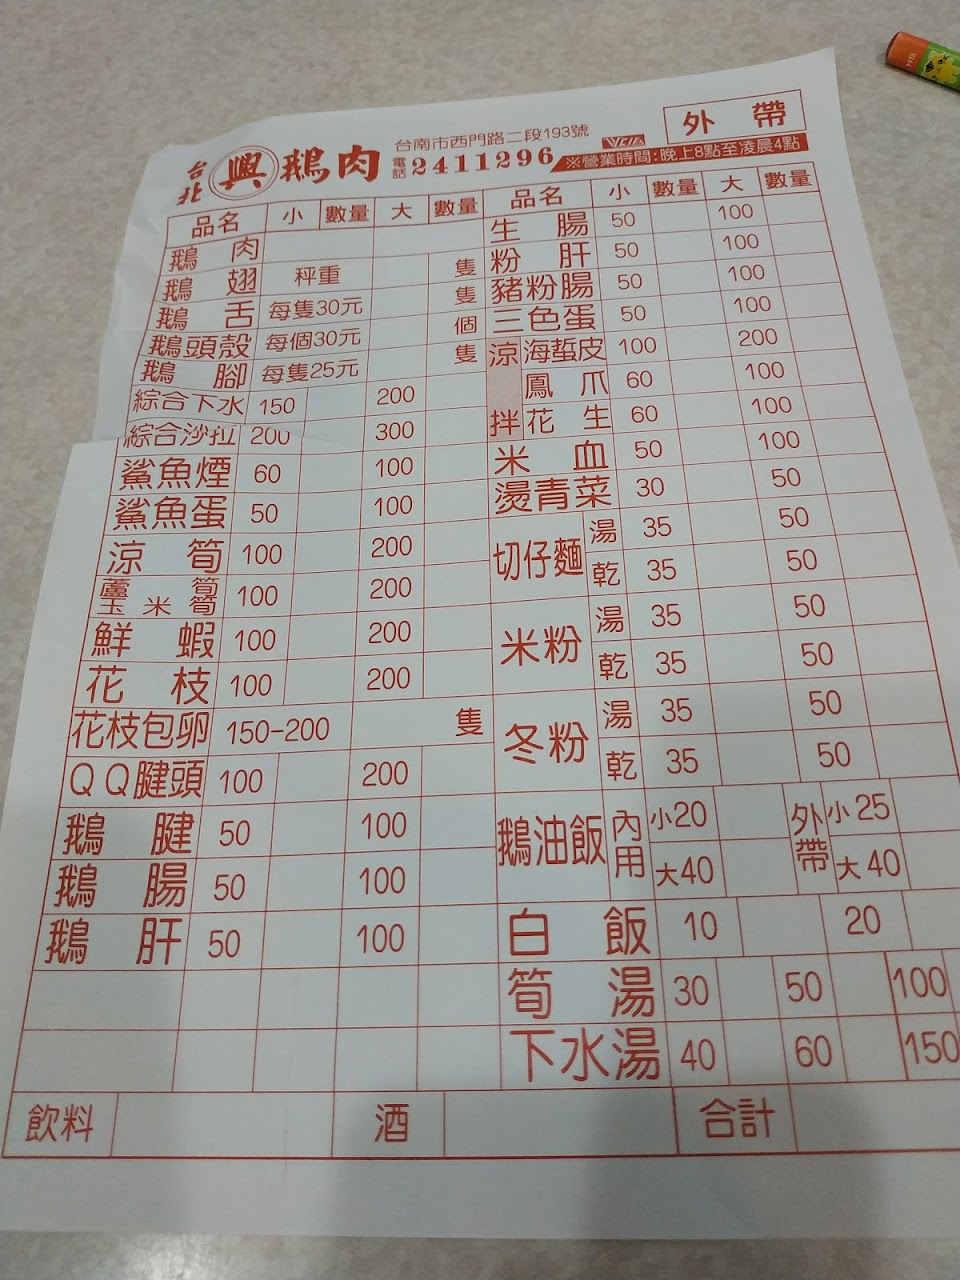 台北 興 鵝肉
台南市西門路二段193號
電話 2411296
外 帶
VICTA
※營業時間:晚上8點至凌晨4點
品名 小 數量 大 數量
鵝 肉
鵝 翅 秤重 隻
鵝 舌 每隻30元 隻
鵝頭殼 每個30元 個
鵝 腳 每隻25元 隻
綜合下水 150 200
綜合沙拉 200 300
鯊魚煙 60 100
鯊魚蛋 50 100
涼 筍 100 200
蘆 筍
玉米筍 100 200
鮮 蝦 100 200
花 枝 100 200
花枝包卵 150-200 隻
QQ腱頭 100 200
鵝 腱 50 100
鵝 腸 50 100
鵝 肝 50 100
品名 小 數量 大 數量
生 腸 50 100
粉 肝 50 100
豬粉腸 50 100
三色蛋 50 100
涼拌
海蜇皮 100 200
鳳 爪 60 100
花 生 60 100
米 血 50 100
燙青菜 30 50
切仔麵 湯 35 50
乾 35 50
米粉 湯 35 50
乾 35 50
冬粉 湯 35 50
乾 35 50
鵝油飯 內用 小20 外帶 小25
大40 大40
白 飯 10 20
筍 湯 30 50 100
下水湯 40 60 150
飲料 酒 合計
HB